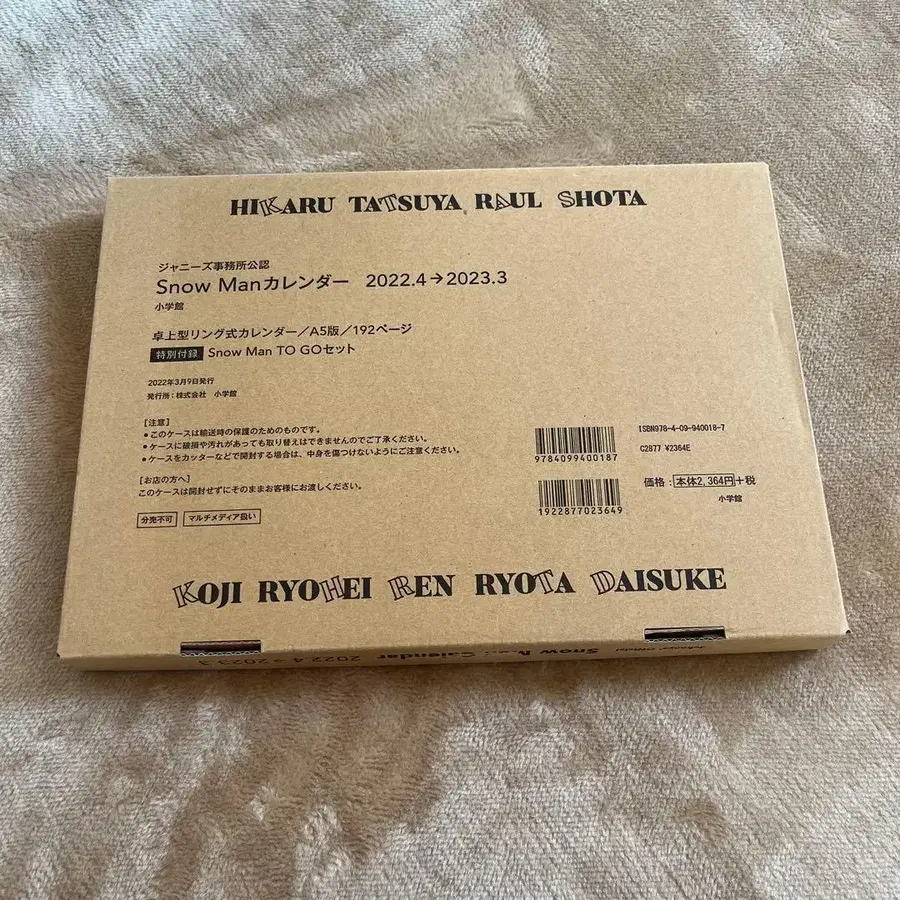 HIKARU TATSUYA RAUL SHOTA
ジャニーズ事務所公認
Snow Manカレンダー 2022.4→2023.3
小学館
卓上型リング式カレンダー／A5版／192ページ
特別付録 Snow Man TO GOセット
2022年3月9日発行
発行所：株式会社 小学館
【注意】
●このケースは輸送時の保護のためのものです。
●ケースに破損や汚れがあっても取り替えはできませんのでご了承ください。
●ケースをカッターなどで開封する場合は、中身を傷つけないようにご注意ください。
【お店の方へ】
このケースは開封せずにそのままお客様にお渡しください。
分売不可 マルチメディア扱い
9784099400187
1922877023649
ISBN978-4-09-940018-7
C2877 ¥2364E
価格：本体2,364円+税
小学館
KOJI RYOHEI REN RYOTA DAISUKE
Snow Man Calendar 2022.4→2023.3